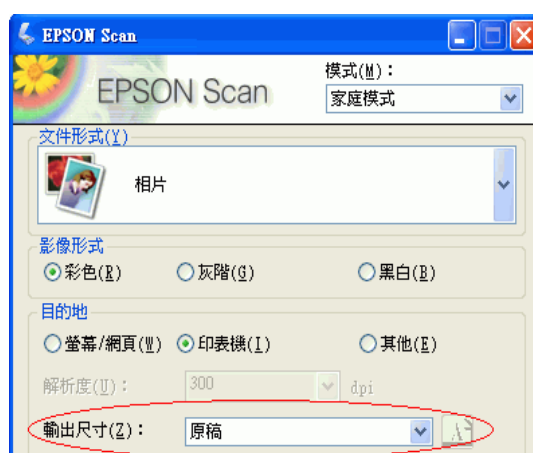 EPSON Scan
模式(M)：
EPSON Scan
家庭模式
文件形式(Y)
相片
影像形式
彩色(R) 灰階(G) 黑白(B)
目的地
螢幕/網頁(W) 印表機(I) 其他(E)
解析度(U)： 300 dpi
輸出尺寸(Z)： 原稿